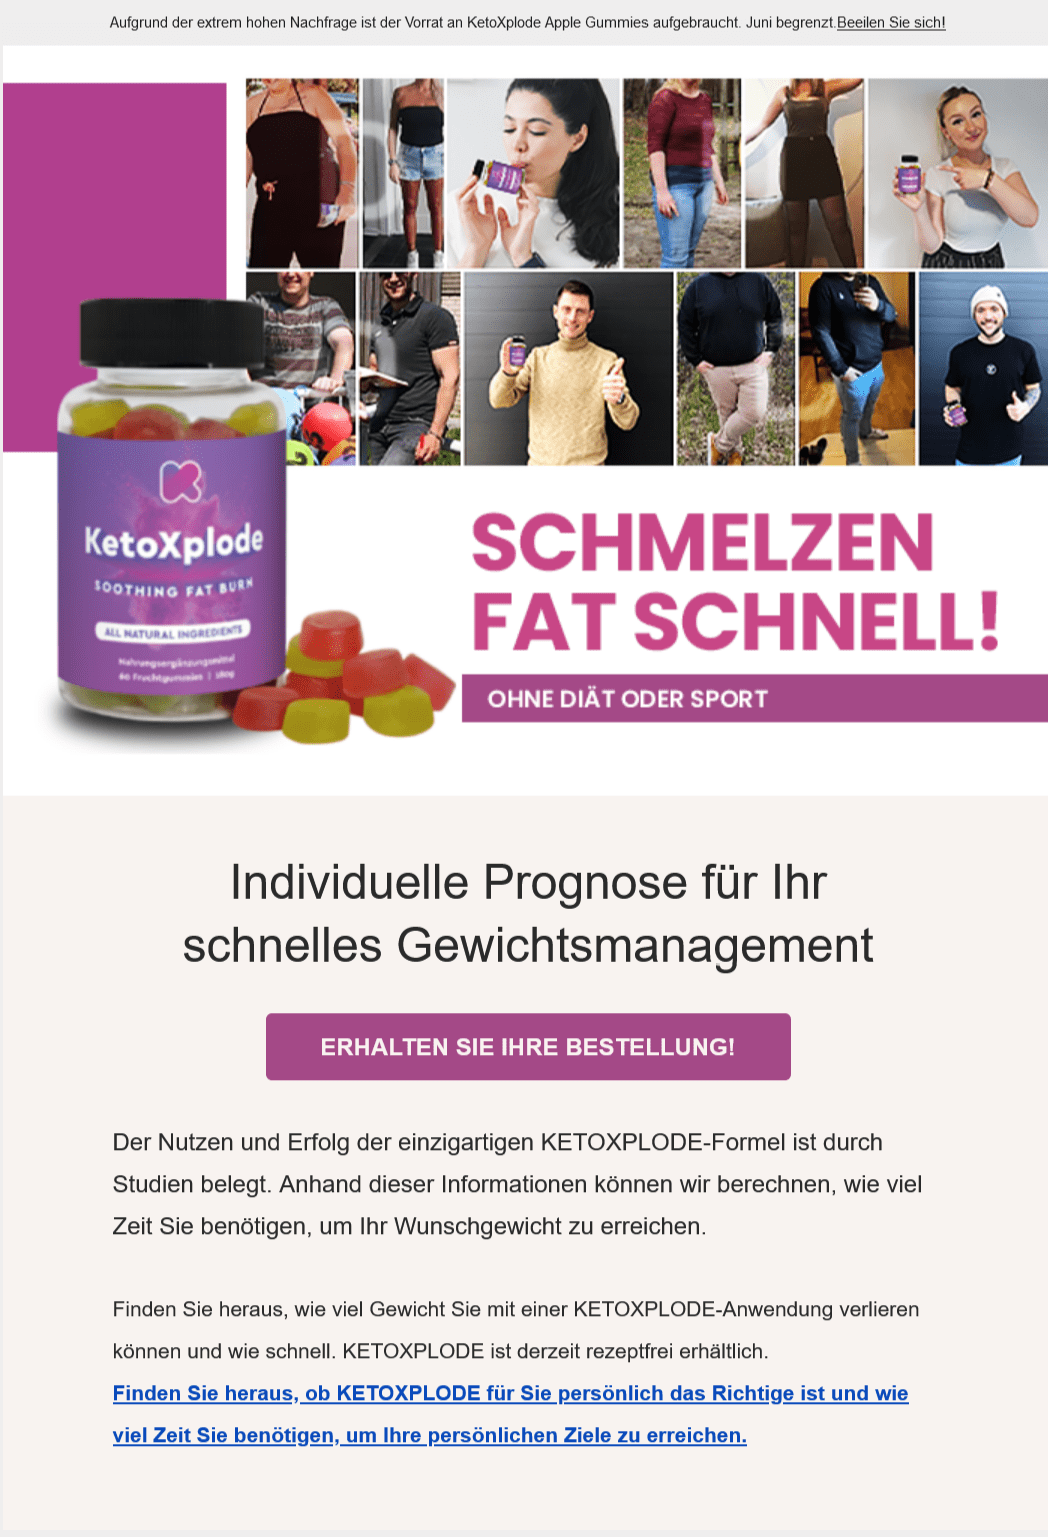 Aufgrund der extrem hohen Nachfrage ist der Vorrat an KetoXplode Apple Gummies aufgebraucht. Juni begrenzt.Beeilen Sie sich!
KetoXplode
SOOTHING FAT BURN
ALL NATURAL INGREDIENTS
Nahrungsergänzungsmittel
60 Fruchtgummies | 180g
SCHMELZEN
FAT SCHNELL!
OHNE DIÄT ODER SPORT
Individuelle Prognose für Ihr
schnelles Gewichtsmanagement
ERHALTEN SIE IHRE BESTELLUNG!
Der Nutzen und Erfolg der einzigartigen KETOXPLODE-Formel ist durch
Studien belegt. Anhand dieser Informationen können wir berechnen, wie viel
Zeit Sie benötigen, um Ihr Wunschgewicht zu erreichen.
Finden Sie heraus, wie viel Gewicht Sie mit einer KETOXPLODE-Anwendung verlieren
können und wie schnell. KETOXPLODE ist derzeit rezeptfrei erhältlich.
Finden Sie heraus, ob KETOXPLODE für Sie persönlich das Richtige ist und wie
viel Zeit Sie benötigen, um Ihre persönlichen Ziele zu erreichen.